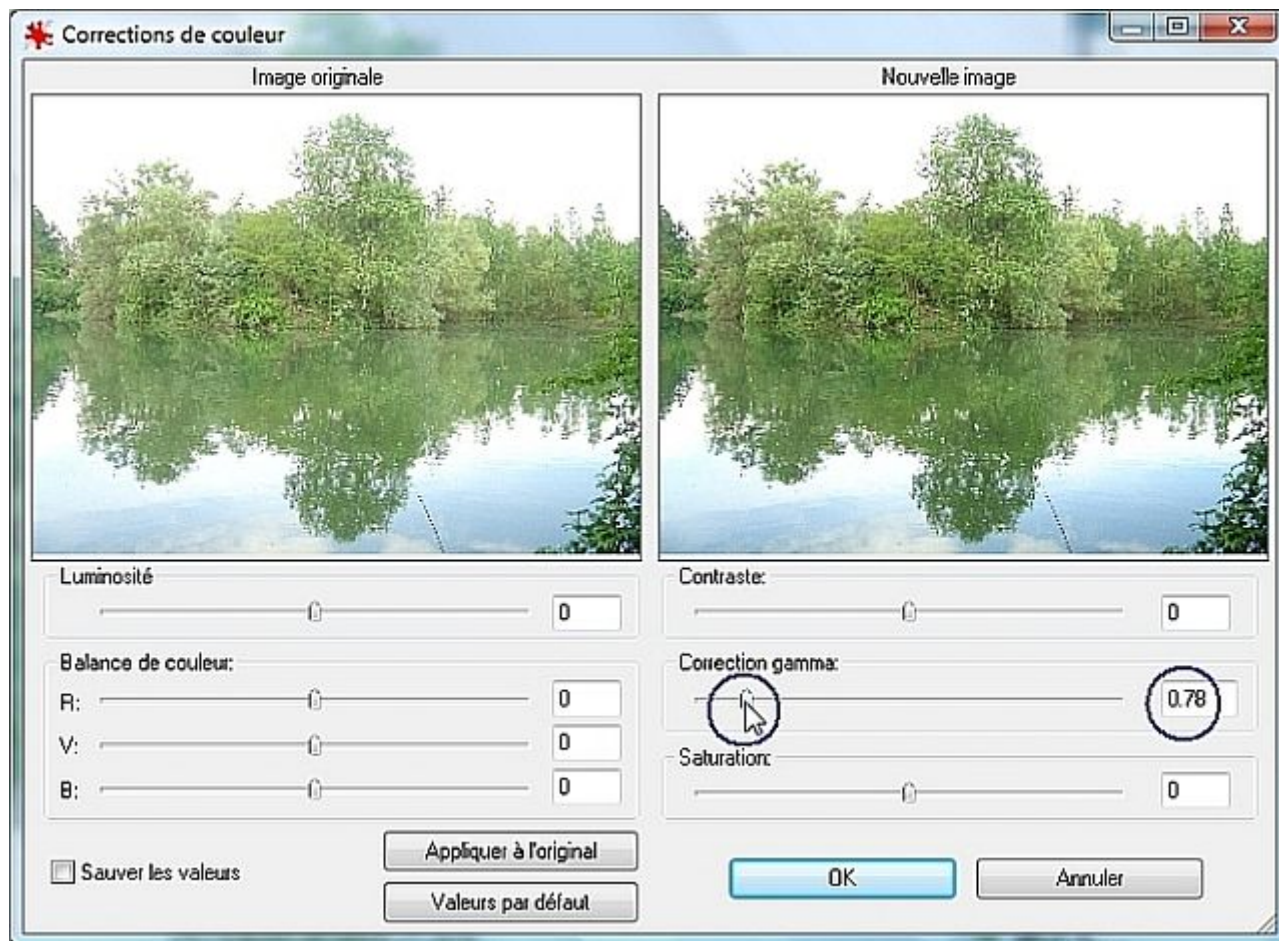 Corrections de couleur
Image originale
Nouvelle image
Luminosité
0
Contraste:
0
Balance de couleur:
R:
0
V:
0
B:
0
Correction gamma:
0.78
Saturation:
0
Sauver les valeurs
Appliquer à l'original
Valeurs par défaut
OK
Annuler